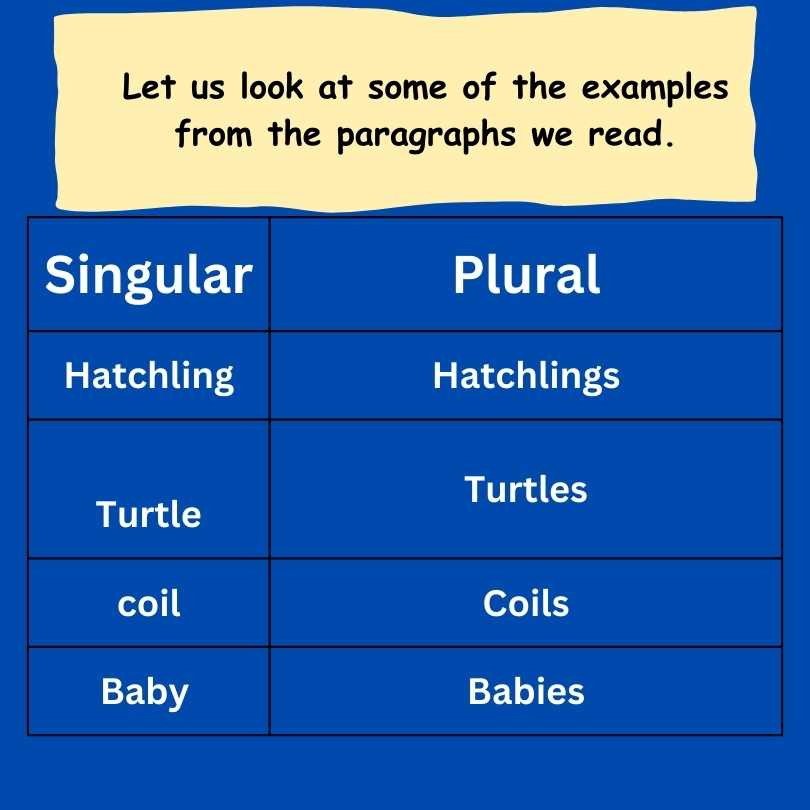 Let us look at some of the examples
from the paragraphs we read.
Singular Plural
Hatchling Hatchlings
Turtle Turtles
coil Coils
Baby Babies